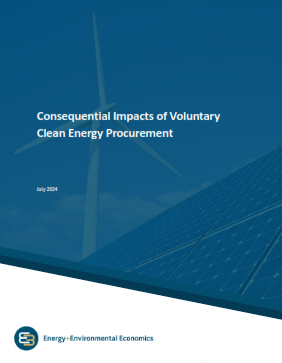 Consequential Impacts of Voluntary
Clean Energy Procurement
July 2024
Energy+Environmental Economics